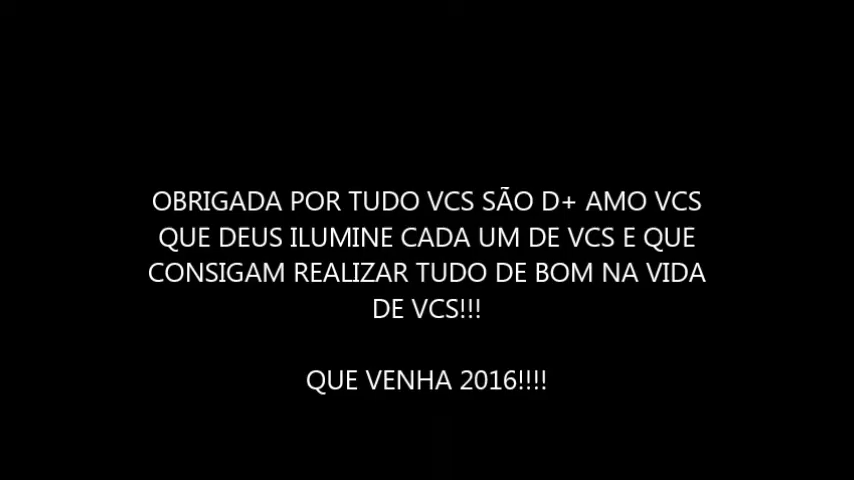 OBRIGADA POR TUDO VCS SÃO D+ AMO VCS
QUE DEUS ILUMINE CADA UM DE VCS E QUE
CONSIGAM REALIZAR TUDO DE BOM NA VIDA
DE VCS!!!
QUE VENHA 2016!!!!